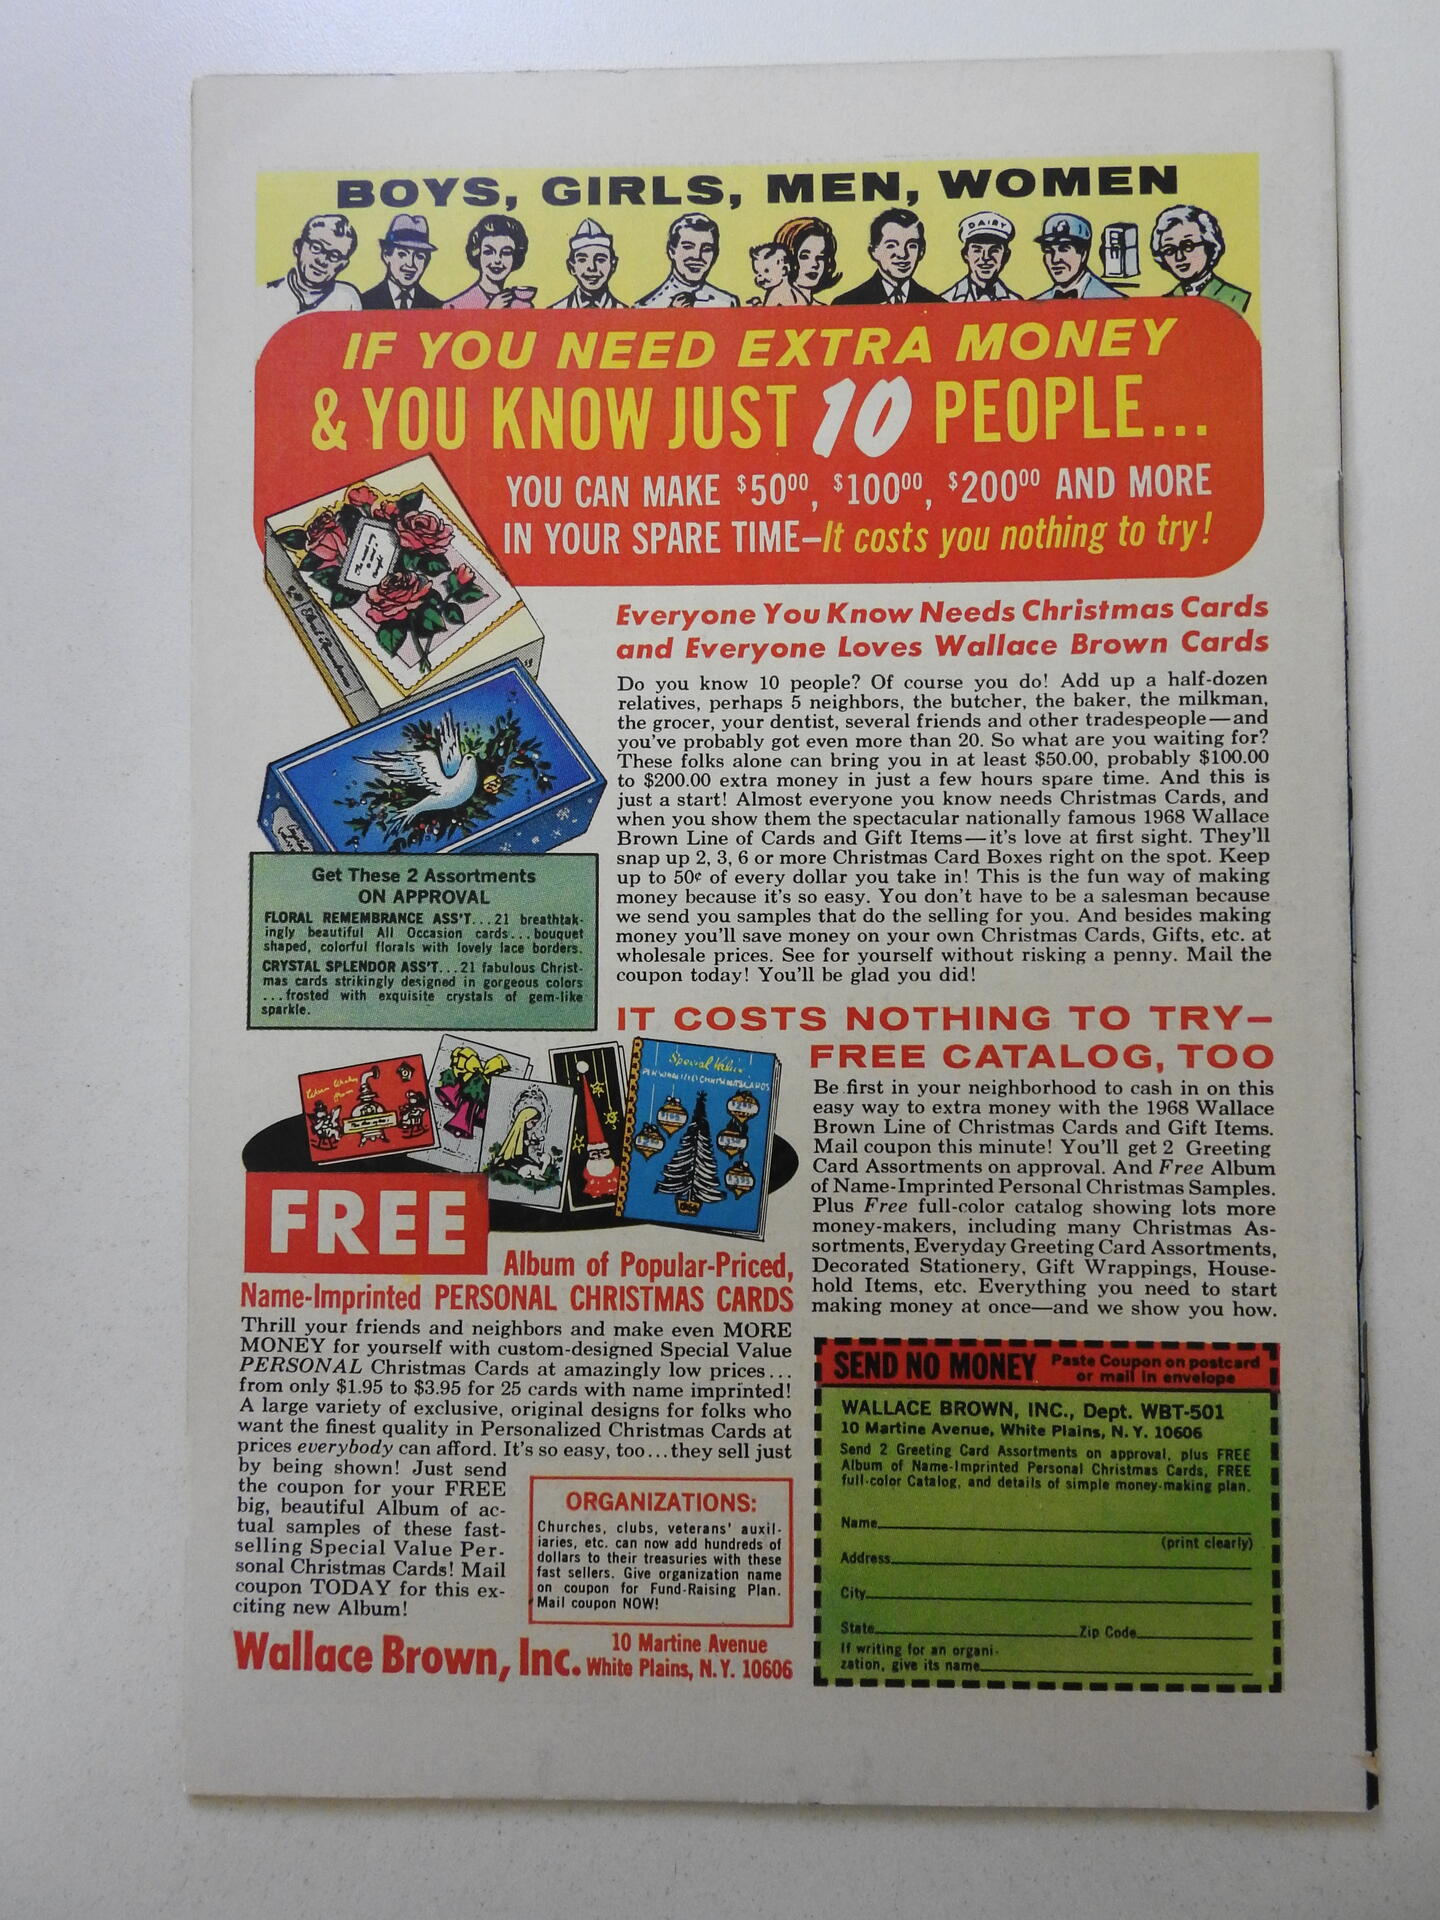 BOYS, GIRLS, MEN, WOMEN
DAIRY
IF YOU NEED EXTRA MONEY
& YOU KNOW JUST 10 PEOPLE...
YOU CAN MAKE $50⁰⁰, $100⁰⁰, $200⁰⁰ AND MORE
IN YOUR SPARE TIME–It costs you nothing to try!
Everyone You Know Needs Christmas Cards
and Everyone Loves Wallace Brown Cards
Do you know 10 people? Of course you do! Add up a half-dozen
relatives, perhaps 5 neighbors, the butcher, the baker, the milkman,
the grocer, your dentist, several friends and other tradespeople—and
you've probably got even more than 20. So what are you waiting for?
These folks alone can bring you in at least $50.00, probably $100.00
to $200.00 extra money in just a few hours spare time. And this is
just a start! Almost everyone you know needs Christmas Cards, and
when you show them the spectacular nationally famous 1968 Wallace
Brown Line of Cards and Gift Items—it's love at first sight. They'll
snap up 2, 3, 6 or more Christmas Card Boxes right on the spot. Keep
up to 50¢ of every dollar you take in! This is the fun way of making
money because it's so easy. You don't have to be a salesman because
we send you samples that do the selling for you. And besides making
money you'll save money on your own Christmas Cards, Gifts, etc. at
wholesale prices. See for yourself without risking a penny. Mail the
coupon today! You'll be glad you did!
Get These 2 Assortments
ON APPROVAL
FLORAL REMEMBRANCE ASS'T...21 breathtak-
ingly beautiful All Occasion cards...bouquet
shaped, colorful florals with lovely lace borders.
CRYSTAL SPLENDOR ASS'T...21 fabulous Christ-
mas cards strikingly designed in gorgeous colors
...frosted with exquisite crystals of gem-like
sparkle.
IT COSTS NOTHING TO TRY–
FREE CATALOG, TOO
Be first in your neighborhood to cash in on this
easy way to extra money with the 1968 Wallace
Brown Line of Christmas Cards and Gift Items.
Mail coupon this minute! You'll get 2 Greeting
Card Assortments on approval. And Free Album
of Name-Imprinted Personal Christmas Samples.
Plus Free full-color catalog showing lots more
money-makers, including many Christmas As-
sortments, Everyday Greeting Card Assortments,
Decorated Stationery, Gift Wrappings, House-
hold Items, etc. Everything you need to start
making money at once—and we show you how.
Special Value
PERSONALIZED CHRISTMAS CARDS
FREE
Album of Popular-Priced,
Name-Imprinted PERSONAL CHRISTMAS CARDS
Thrill your friends and neighbors and make even MORE
MONEY for yourself with custom-designed Special Value
PERSONAL Christmas Cards at amazingly low prices...
from only $1.95 to $3.95 for 25 cards with name imprinted!
A large variety of exclusive, original designs for folks who
want the finest quality in Personalized Christmas Cards at
prices everybody can afford. It's so easy, too...they sell just
by being shown! Just send
the coupon for your FREE
big, beautiful Album of ac-
tual samples of these fast-
selling Special Value Per-
sonal Christmas Cards! Mail
coupon TODAY for this ex-
citing new Album!
ORGANIZATIONS:
Churches, clubs, veterans' auxil-
iaries, etc. can now add hundreds of
dollars to their treasuries with these
fast sellers. Give organization name
on coupon for Fund-Raising Plan.
Mail coupon NOW!
Wallace Brown, Inc. 10 Martine Avenue
White Plains, N.Y. 10606
SEND NO MONEY Paste Coupon on postcard
or mail in envelope
WALLACE BROWN, INC., Dept. WBT-501
10 Martine Avenue, White Plains, N.Y. 10606
Send 2 Greeting Card Assortments on approval, plus FREE
Album of Name-Imprinted Personal Christmas Cards, FREE
full-color Catalog, and details of simple money-making plan.
Name
(print clearly)
Address
City
State Zip Code
If writing for an organi-
zation, give its name